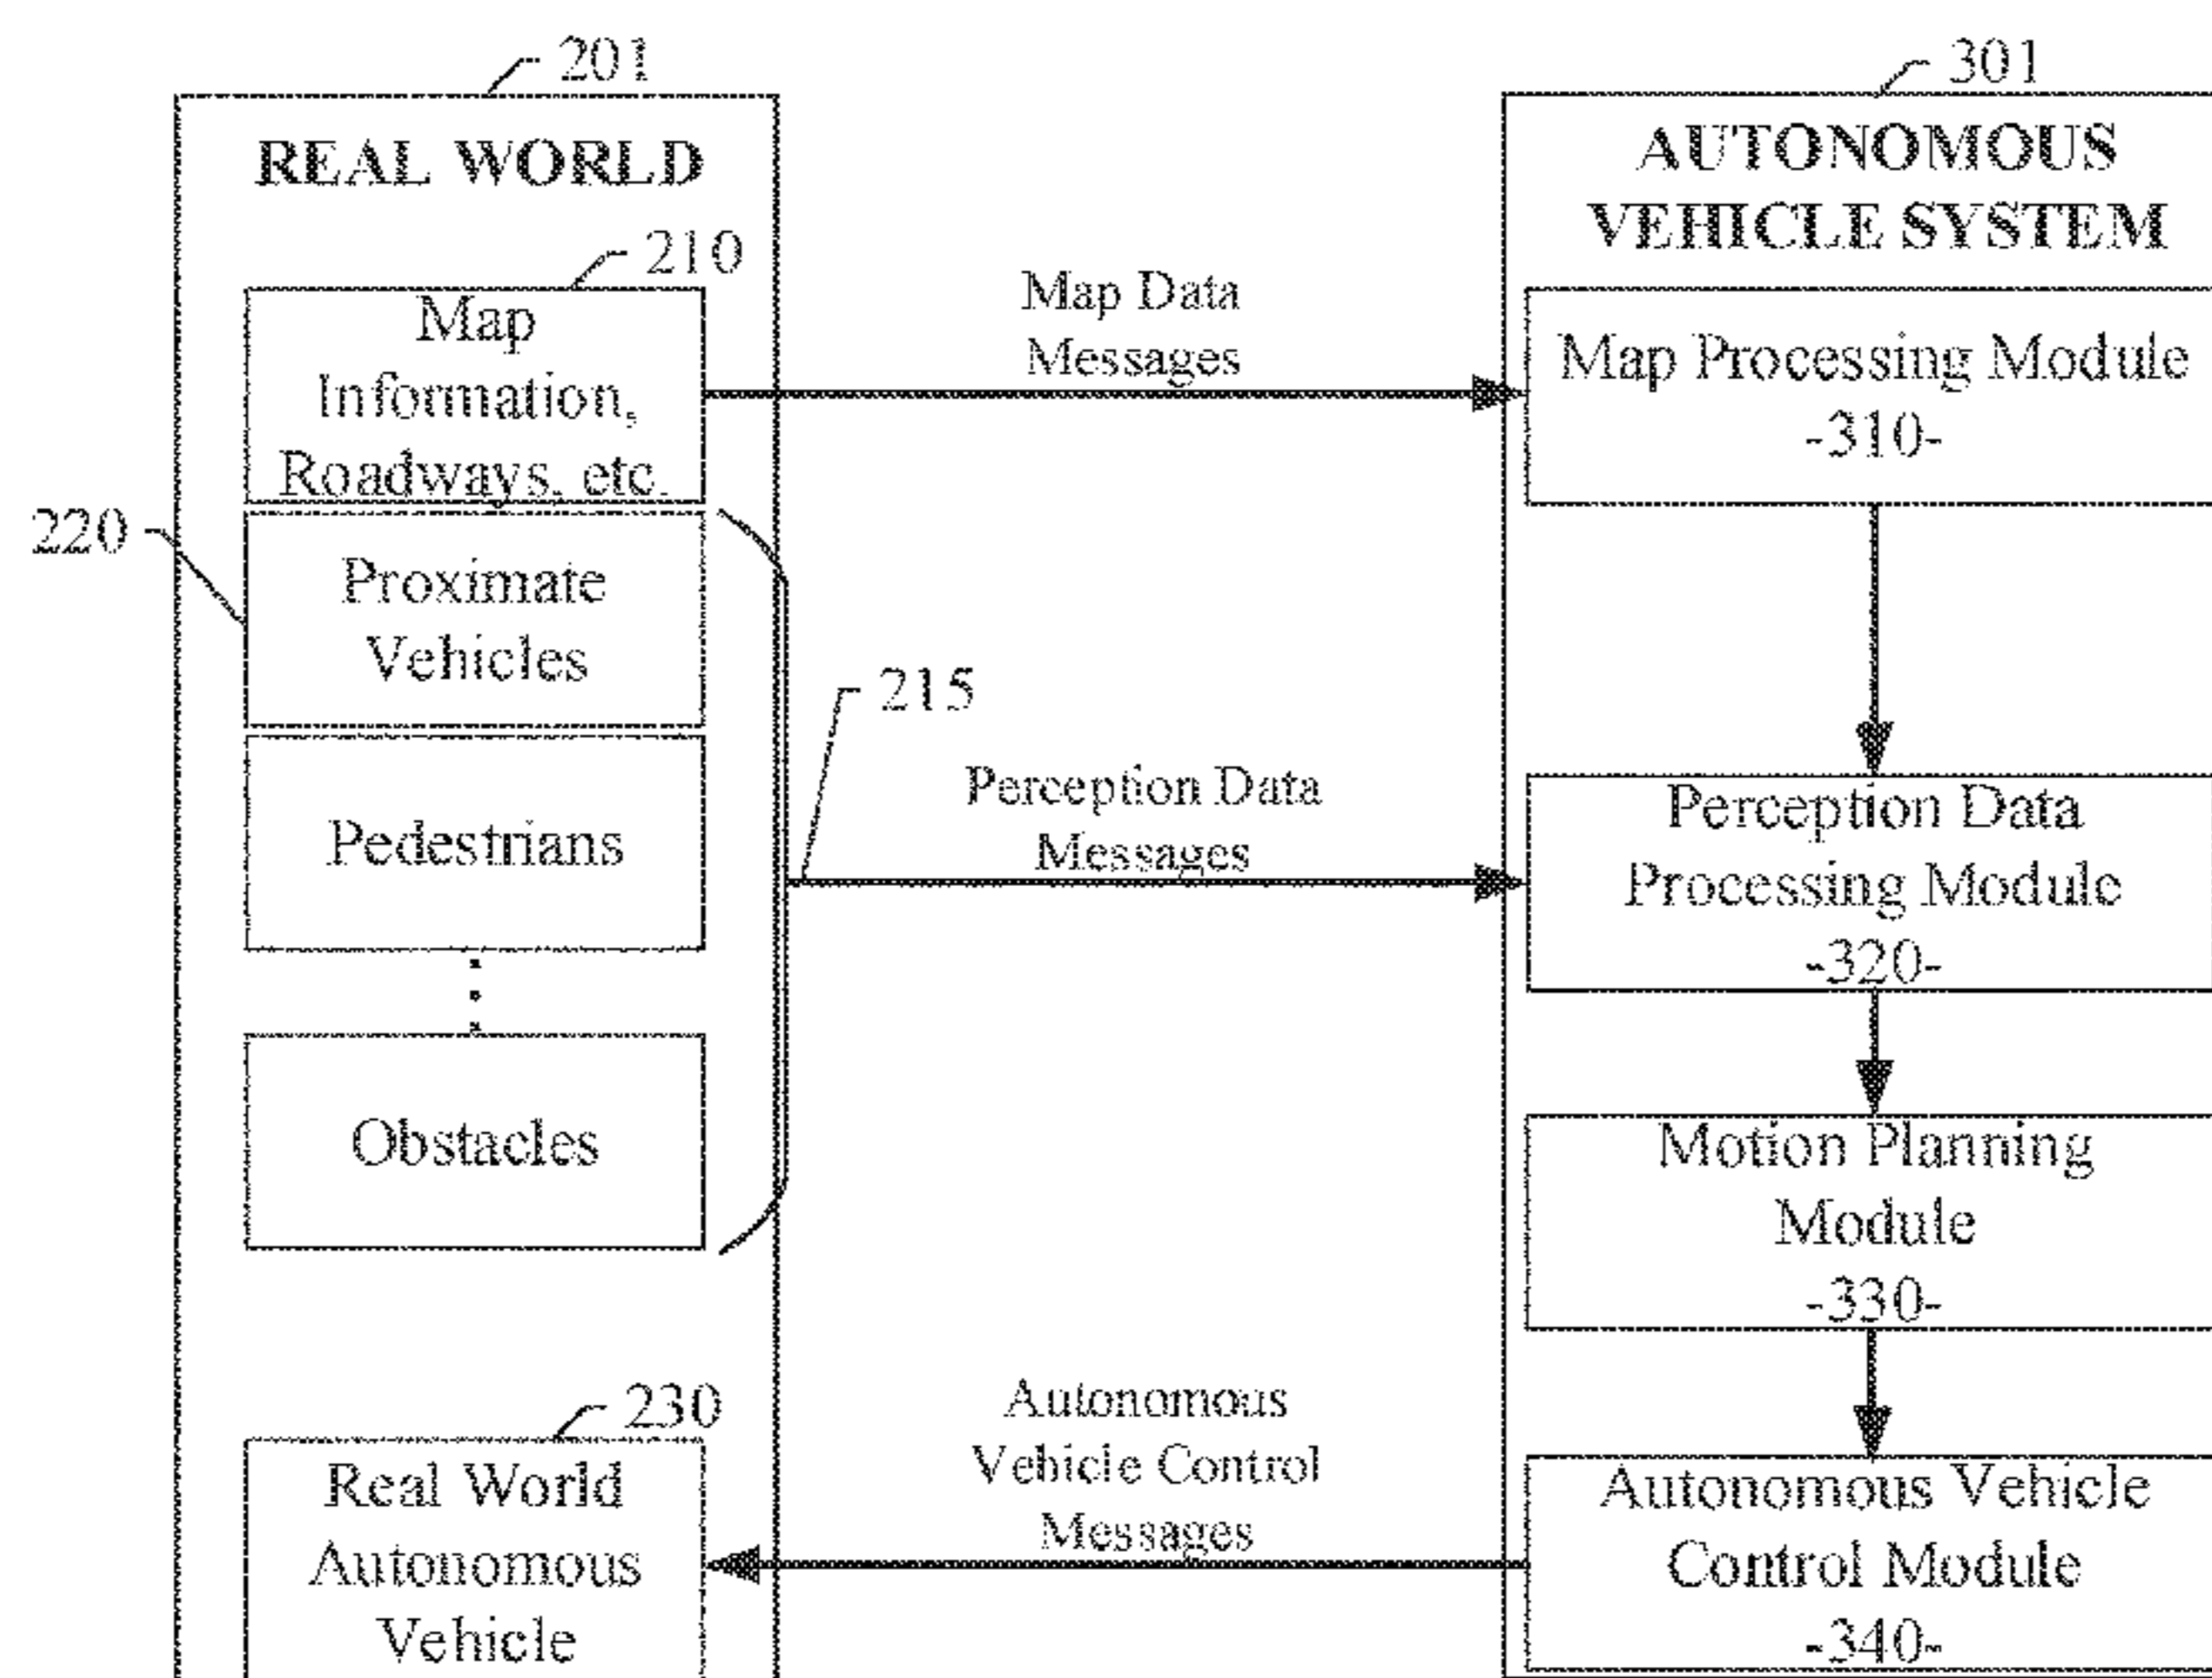 201
REAL WORLD
210
Map
Information,
Roadways, etc.
220
Proximate
Vehicles
Pedestrians
Obstacles
230
Real World
Autonomous
Vehicle
Map Data
Messages
215
Perception Data
Messages
Autonomous
Vehicle Control
Messages
301
AUTONOMOUS
VEHICLE SYSTEM
Map Processing Module
-310-
Perception Data
Processing Module
-320-
Motion Planning
Module
-330-
Autonomous Vehicle
Control Module
-340-